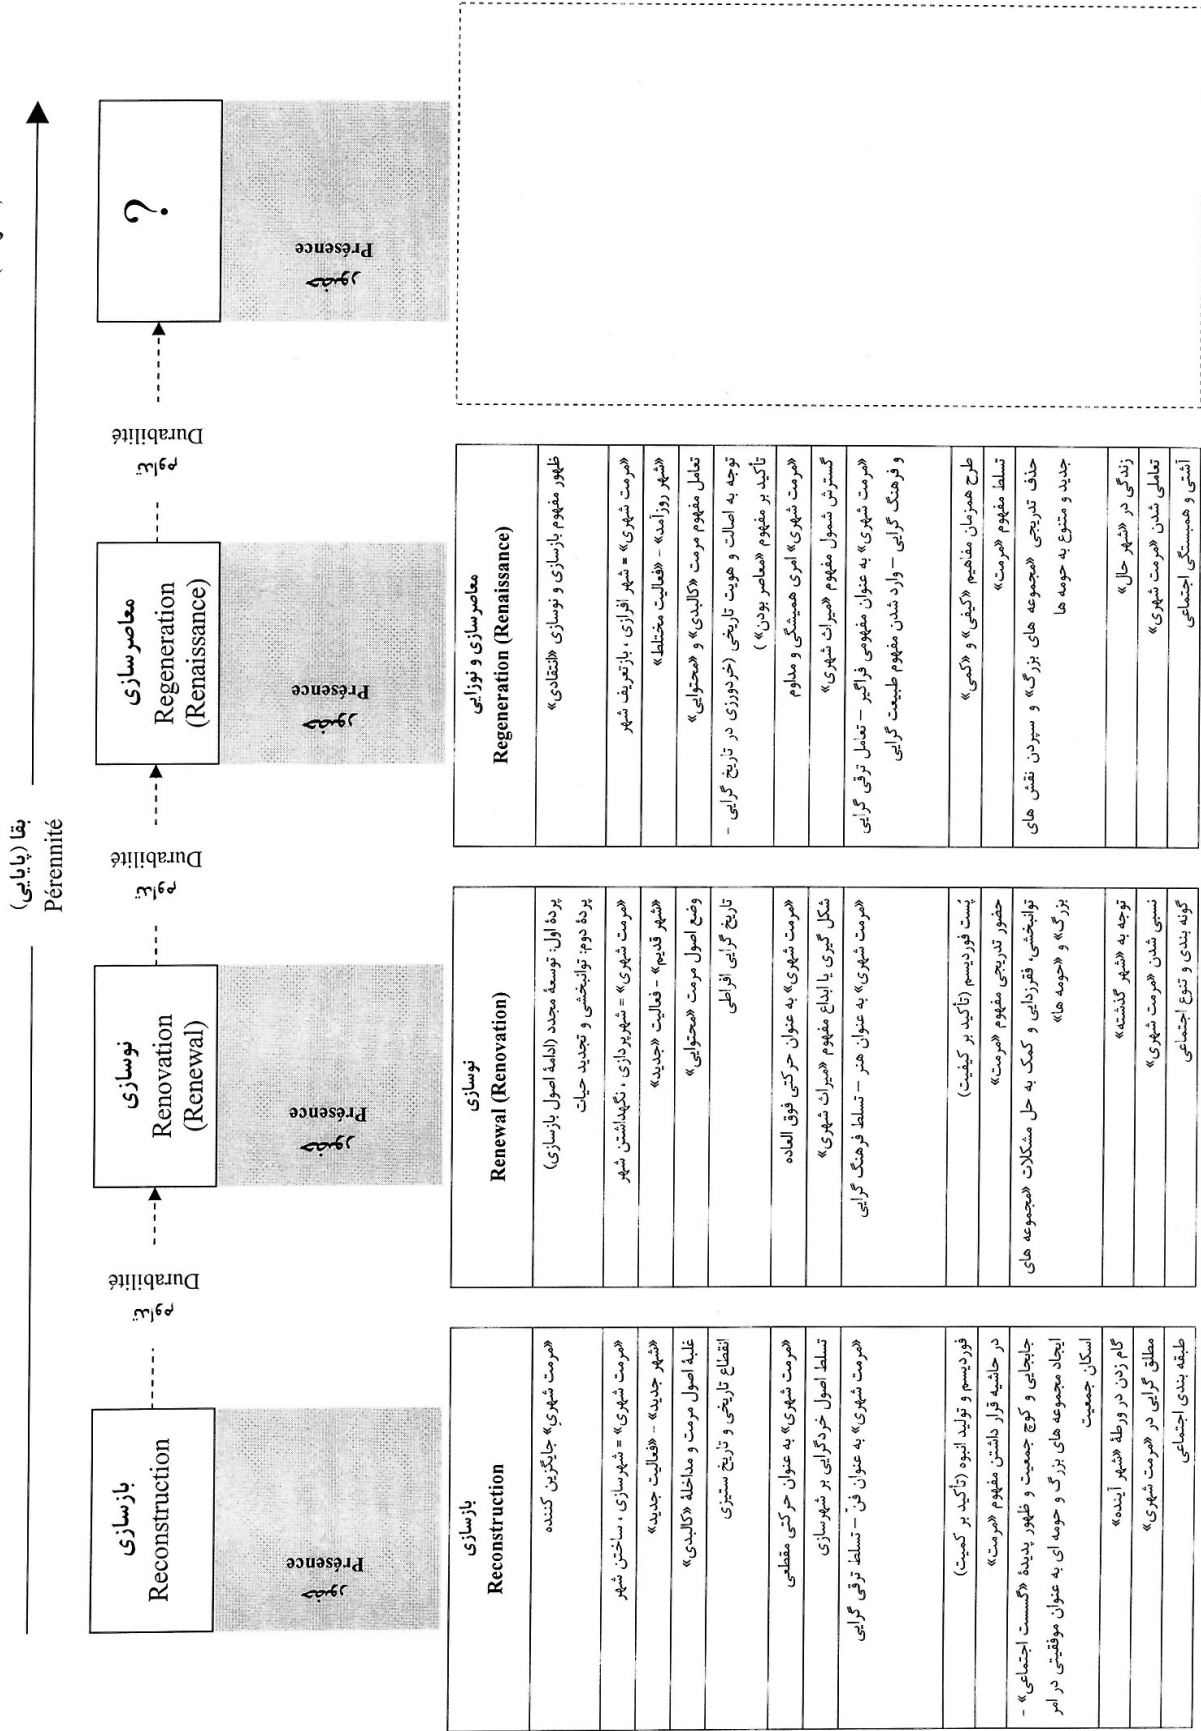 بقا (پایایی)
Pérennité
بازسازی
Reconstruction
حضور
Présence
تداوم
Durabilité
نوسازی
Renovation
(Renewal)
حضور
Présence
تداوم
Durabilité
معاصرسازی
Regeneration
(Renaissance)
حضور
Présence
تداوم
Durabilité
?
حضور
Présence
بازسازی
Reconstruction
«مرمت شهریِ» جایگزین کننده
«مرمت شهری» = شهرسازی ، ساختن شهر
«شهر جدید» - «فعالیت جدید»
غلبهٔ اصول مرمت و مداخلهٔ «کالبدی»
انقطاع تاریخی و تاریخ ستیزی
«مرمت شهری» به عنوان حرکتی مقطعی
تسلط اصول خردگرایی بر شهرسازی
«مرمت شهری» به عنوان فنّ – تسلط ترقی گرایی
فوردیسم و تولید انبوه (تأکید بر کمیت)
در حاشیه قرار داشتن مفهوم «مرمت»
جابجایی و کوچ جمعیت و ظهور پدیدهٔ «گسست اجتماعی» -
ایجاد مجموعه های بزرگ و حومه ای به عنوان موفقیتی در امر
اسکان جمعیت
گام زدن در ورطهٔ «شهر آینده»
مطلق گرایی در «مرمت شهری»
طبقه بندی اجتماعی
نوسازی
Renewal (Renovation)
پردهٔ اول: توسعهٔ مجدد (ادامهٔ اصول بازسازی)
پردهٔ دوم: توانبخشی و تجدید حیات
«مرمت شهری» = شهرپردازی ، نگهداشتن شهر
«شهر قدیم» - فعالیت «جدید»
وضع اصول مرمت «محتوایی»
تاریخ گرایی افراطی
«مرمت شهری» به عنوان حرکتی فوق العاده
شکل گیری یا ابداع مفهوم «میراث شهری»
«مرمت شهری» به عنوان هنر – تسلط فرهنگ گرایی
پُست فوردیسم (تأکید بر کیفیت)
حضور تدریجی مفهوم «مرمت»
توانبخشی، فقرزدایی و کمک به حل مشکلات «مجموعه های
بزرگ» و «حومه ها»
توجه به «شهر گذشته»
نسبی شدن «مرمت شهری»
گونه بندی و تنوع اجتماعی
معاصرسازی و نوزایی
Regeneration (Renaissance)
ظهور مفهوم بازسازی و نوسازی «انتقادی»
«مرمت شهری» = شهر افرازی ، بازتعریف شهر
«شهر روزآمد» - «فعالیت مختلط»
تعامل مفهوم مرمت «کالبدی» و «محتوایی»
توجه به اصالت و هویت تاریخی (خردورزی در تاریخ گرایی -
تأکید بر مفهوم «معاصر بودن» )
«مرمت شهری» امری همیشگی و مداوم
گسترش شمول مفهوم «میراث شهری»
«مرمت شهری» به عنوان مفهومی فراگیر – تعامل ترقی گرایی
و فرهنگ گرایی – وارد شدن مفهوم طبیعت گرایی
طرح همزمان مفاهیم «کیفی» و «کمی»
تسلط مفهوم «مرمت»
حذف تدریجی «مجموعه های بزرگ» و سپردن نقش های
جدید و متنوع به حومه ها
زندگی در «شهر حال»
تعاملی شدن «مرمت شهری»
آشتی و همبستگی اجتماعی